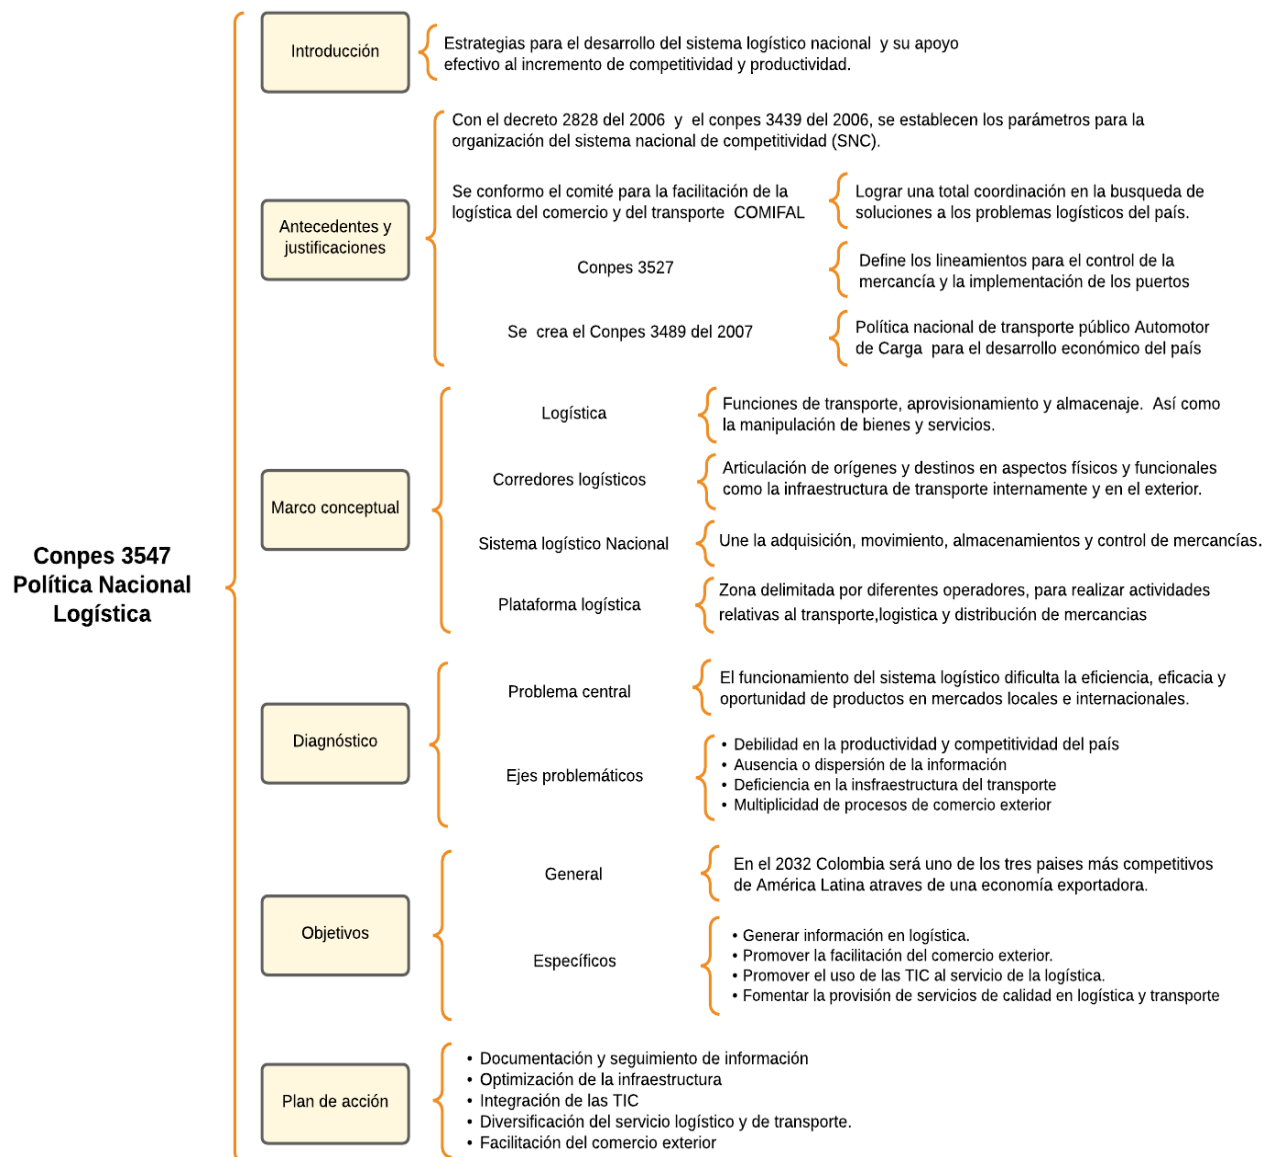 Conpes 3547
Política Nacional
Logística
Introducción
Estrategias para el desarrollo del sistema logístico nacional y su apoyo
efectivo al incremento de competitividad y productividad.
Antecedentes y
justificaciones
Con el decreto 2828 del 2006 y el conpes 3439 del 2006, se establecen los parámetros para la
organización del sistema nacional de competitividad (SNC).
Se conformo el comité para la facilitación de la
logística del comercio y del transporte COMIFAL
Lograr una total coordinación en la busqueda de
soluciones a los problemas logísticos del país.
Conpes 3527
Define los lineamientos para el control de la
mercancía y la implementación de los puertos
Se crea el Conpes 3489 del 2007
Política nacional de transporte público Automotor
de Carga para el desarrollo económico del país
Marco conceptual
Logística
Funciones de transporte, aprovisionamiento y almacenaje. Así como
la manipulación de bienes y servicios.
Corredores logísticos
Articulación de orígenes y destinos en aspectos físicos y funcionales
como la infraestructura de transporte internamente y en el exterior.
Sistema logístico Nacional
Une la adquisición, movimiento, almacenamientos y control de mercancías.
Plataforma logística
Zona delimitada por diferentes operadores, para realizar actividades
relativas al transporte,logistica y distribución de mercancias
Diagnóstico
Problema central
El funcionamiento del sistema logístico dificulta la eficiencia, eficacia y
oportunidad de productos en mercados locales e internacionales.
Ejes problemáticos
• Debilidad en la productividad y competitividad del país
• Ausencia o dispersión de la información
• Deficiencia en la insfraestructura del transporte
• Multiplicidad de procesos de comercio exterior
Objetivos
General
En el 2032 Colombia será uno de los tres paises más competitivos
de América Latina atraves de una economía exportadora.
Específicos
• Generar información en logística.
• Promover la facilitación del comercio exterior.
• Promover el uso de las TIC al servicio de la logística.
• Fomentar la provisión de servicios de calidad en logística y transporte
Plan de acción
• Documentación y seguimiento de información
• Optimización de la infraestructura
• Integración de las TIC
• Diversificación del servicio logístico y de transporte.
• Facilitación del comercio exterior